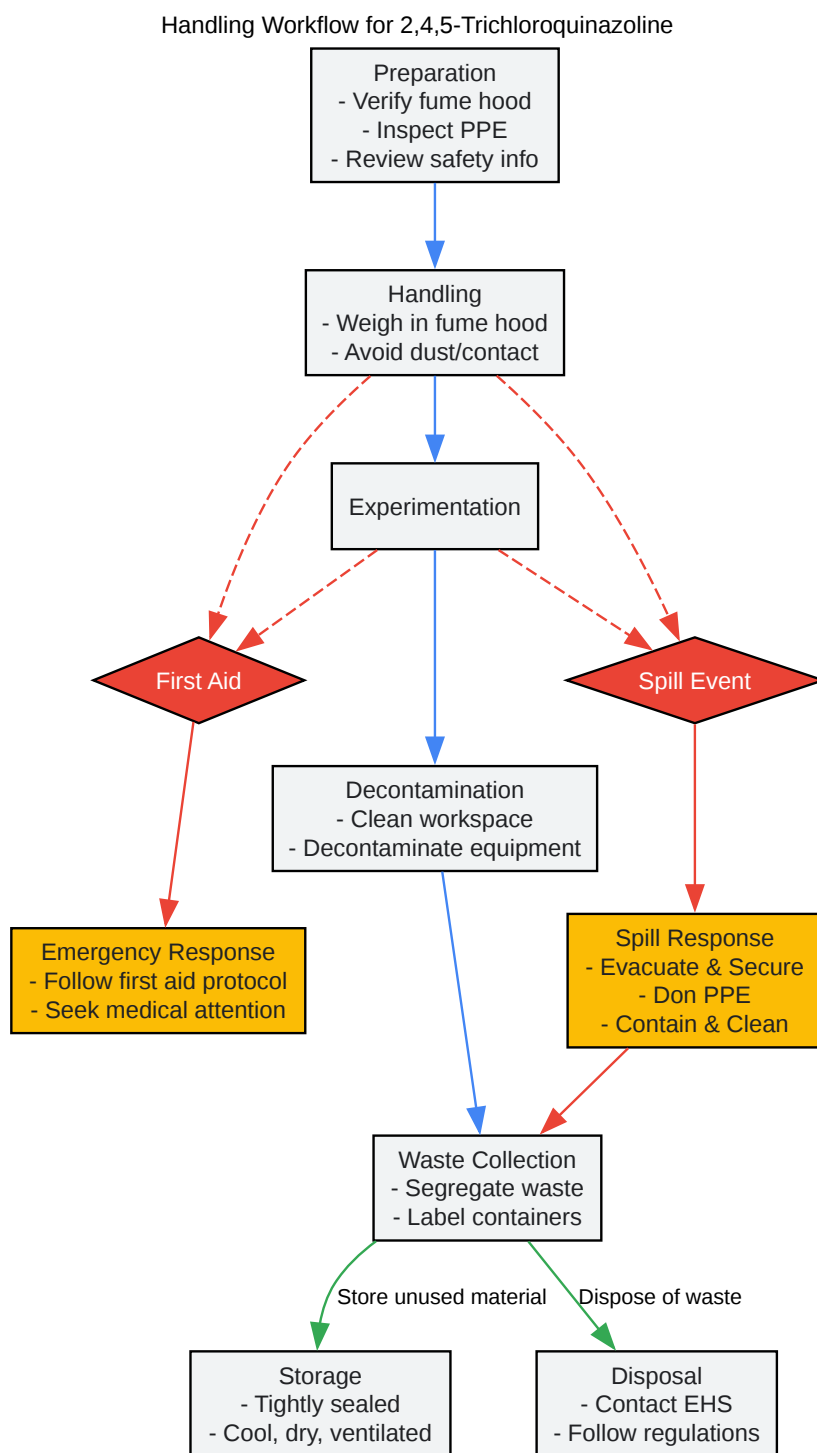 Handling Workflow for 2,4,5-Trichloroquinazoline
Preparation
- Verify fume hood
- Inspect PPE
- Review safety info
Handling
- Weigh in fume hood
- Avoid dust/contact
Experimentation
First Aid
Spill Event
Decontamination
- Clean workspace
- Decontaminate equipment
Emergency Response
- Follow first aid protocol
- Seek medical attention
Spill Response
- Evacuate & Secure
- Don PPE
- Contain & Clean
Waste Collection
- Segregate waste
- Label containers
Store unused material
Dispose of waste
Storage
- Tightly sealed
- Cool, dry, ventilated
Disposal
- Contact EHS
- Follow regulations